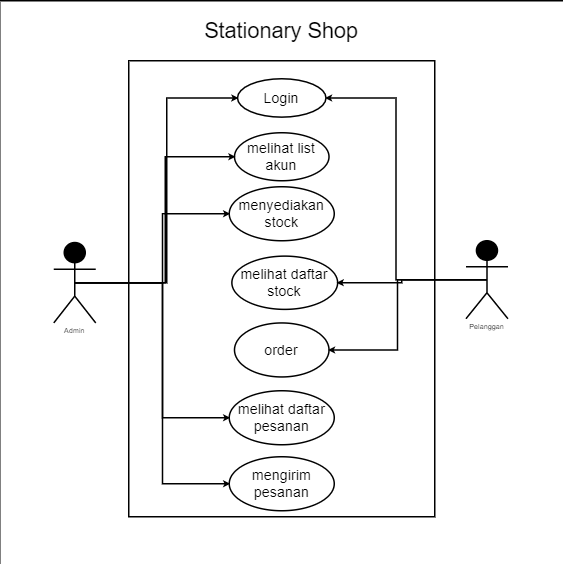 Stationary Shop
Login
melihat list
akun
menyediakan
stock
melihat daftar
stock
order
melihat daftar
pesanan
mengirim
pesanan
Admin
Pelanggan